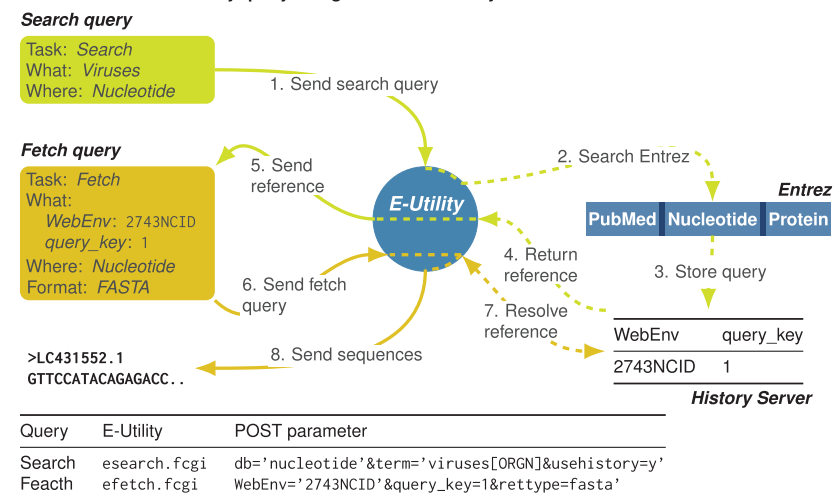 Search query
Task: Search
What: Viruses
Where: Nucleotide
1. Send search query
Fetch query
Task: Fetch
What:
WebEnv: 2743NCID
query_key: 1
Where: Nucleotide
Format: FASTA
5. Send
reference
E-Utility
2. Search Entrez
Entrez
PubMed Nucleotide Protein
3. Store query
4. Return
reference
6. Send fetch
query
7. Resolve
reference
WebEnv query_key
2743NCID 1
History Server
8. Send sequences
>LC431552.1
GTTCCATACAGAGACC..
Query E-Utility POST parameter
Search esearch.fcgi db='nucleotide'&term='viruses[ORGN]&usehistory=y'
Feacth efetch.fcgi WebEnv='2743NCID'&query_key=1&rettype=fasta'